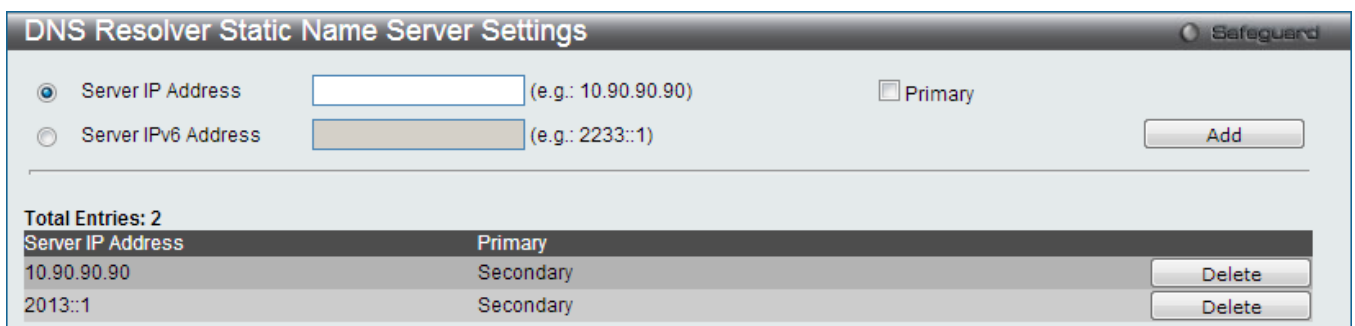 DNS Resolver Static Name Server Settings Safeguard
Server IP Address (e.g.: 10.90.90.90) Primary
Server IPv6 Address (e.g.: 2233::1) Add
Total Entries: 2
Server IP Address Primary
10.90.90.90 Secondary Delete
2013::1 Secondary Delete